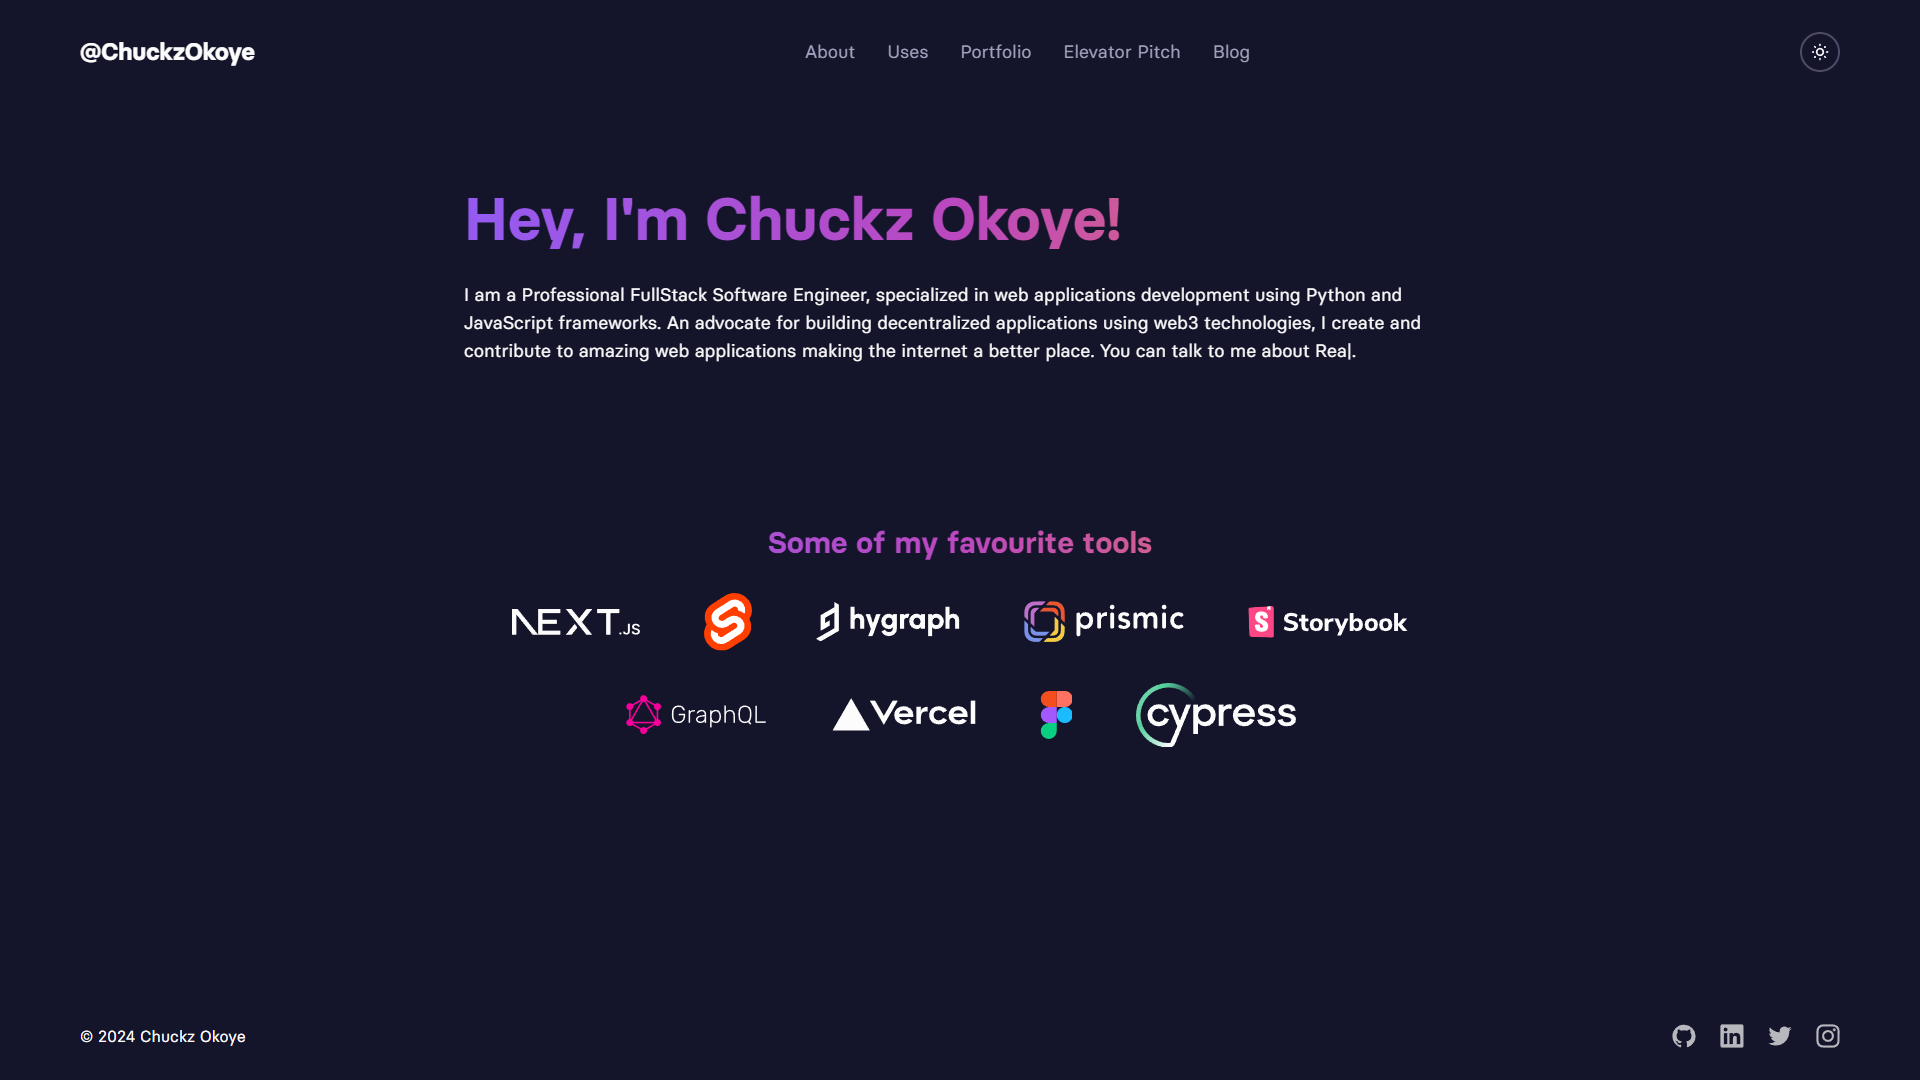 @ChuckzOkoye
About
Uses
Portfolio
Elevator Pitch
Blog
Hey, I'm Chuckz Okoye!
I am a Professional FullStack Software Engineer, specialized in web applications development using Python and
JavaScript frameworks. An advocate for building decentralized applications using web3 technologies, I create and
contribute to amazing web applications making the internet a better place. You can talk to me about Rea|.
Some of my favourite tools
NEXT.JS
hygraph
prismic
S Storybook
GraphQL
Vercel
cypress
© 2024 Chuckz Okoye
in